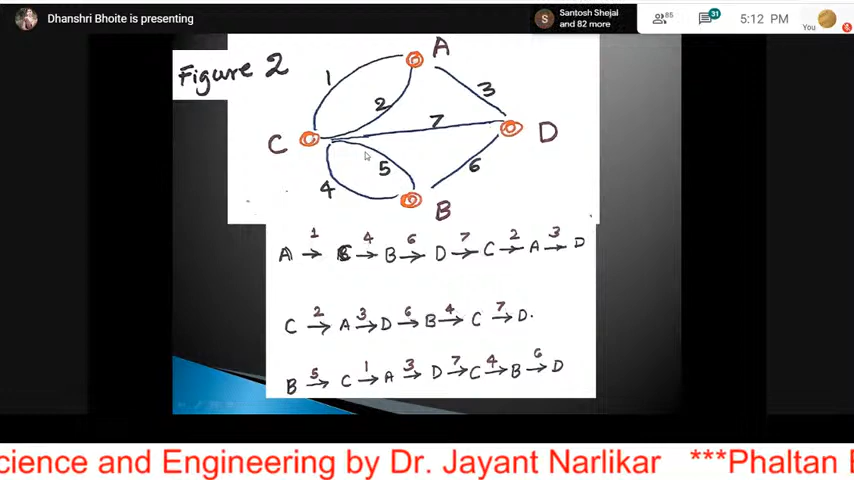 Dhanshri Bhoite is presenting
S
Santosh Shejal
and 82 more
85
31
5:12 PM
You
Figure 2
A
1
3
2
7
C
D
5
6
4
B
1 4 6 7 2 3
A → C → B → D → C → A → D
2 3 6 4 7
C → A → D → B → C → D.
5 1 3 7 4 6
B → C → A → D → C → B → D
cience and Engineering by Dr. Jayant Narlikar ***Phaltan